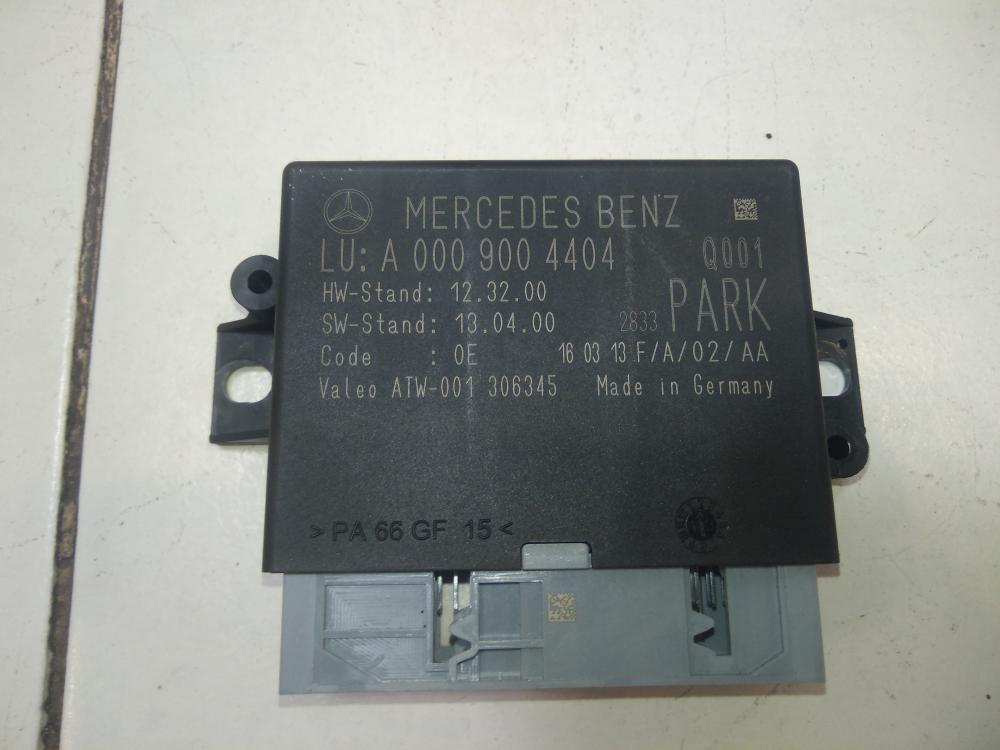 MERCEDES BENZ
LU: A 000 900 4404 Q001
HW-Stand: 12.32.00
SW-Stand: 13.04.00 2833 PARK
Code : 0E 16 03 13 F/A/02/AA
Valeo ATW-001 306345 Made in Germany
>PA 66 GF 15<